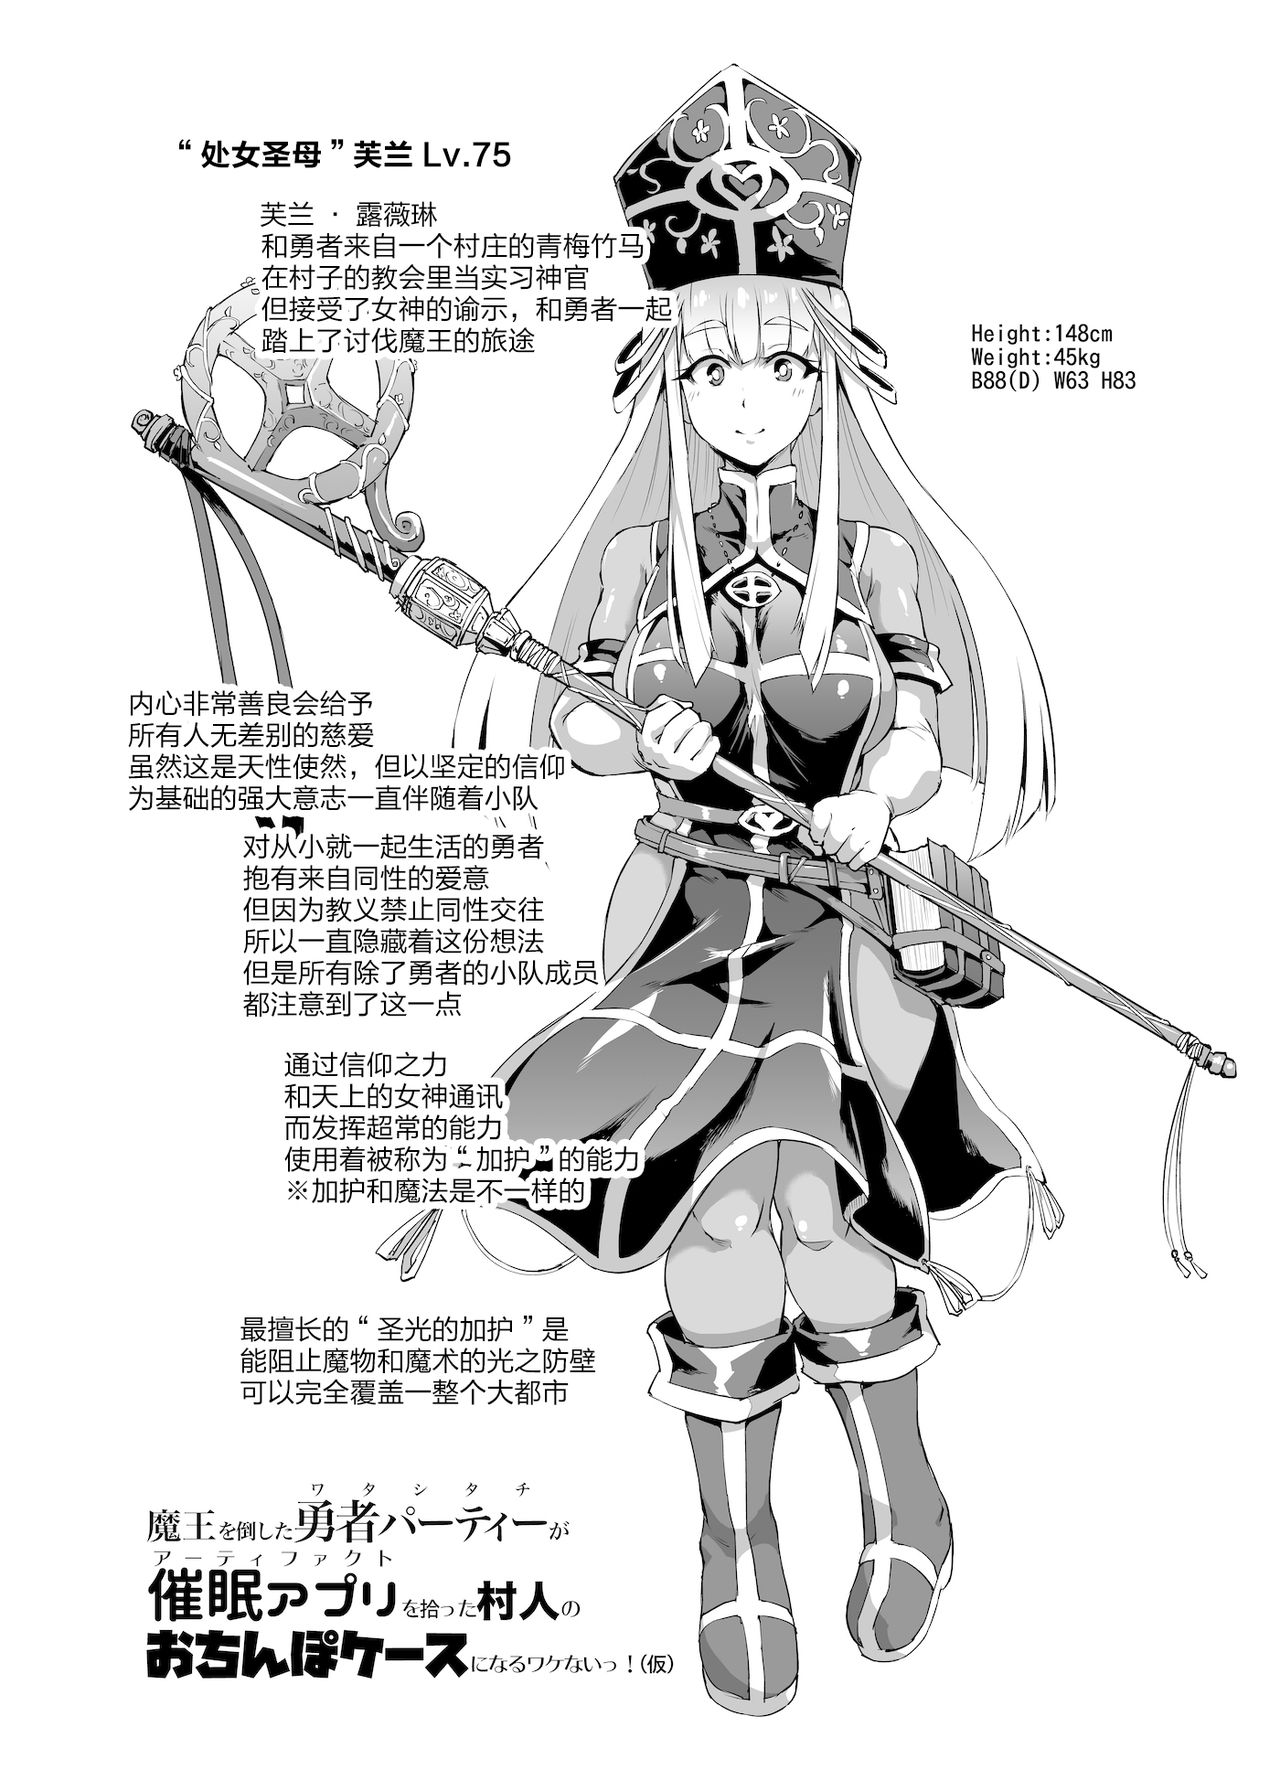 “处女圣母”芙兰 Lv.75
芙兰 · 露薇琳
和勇者来自一个村庄的青梅竹马
在村子的教会里当实习神官
但接受了女神的谕示，和勇者一起
踏上了讨伐魔王的旅途
Height:148cm
Weight:45kg
B88(D) W63 H83
内心非常善良会给予
所有人无差别的慈爱
虽然这是天性使然，但以坚定的信仰
为基础的强大意志一直伴随着小队
对从小就一起生活的勇者
抱有来自同性的爱意
但因为教义禁止同性交往
所以一直隐藏着这份想法
但是所有除了勇者的小队成员
都注意到了这一点
通过信仰之力
和天上的女神通讯
而发挥超常的能力
使用着被称为“加护”的能力
※加护和魔法是不一样的
最擅长的“圣光的加护”是
能阻止魔物和魔术的光之防壁
可以完全覆盖一整个大都市
ワタシタチ
魔王を倒した勇者パーティーが
アーティファクト
催眠アプリを拾った村人の
おちんぽケースになるワケないっ！(仮)